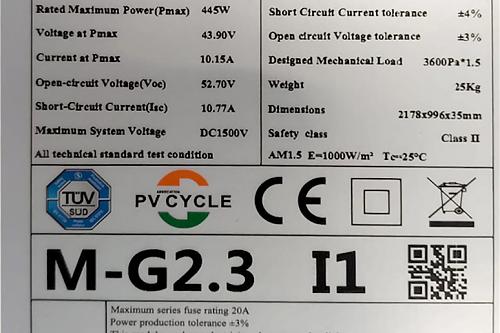 Rated Maximum Power(Pmax) 445W
Voltage at Pmax 43.90V
Current at Pmax 10.15A
Open-circuit Voltage(Voc) 52.70V
Short-Circuit Current(Isc) 10.77A
Maximum System Voltage DC1500V
All technical standard test condition
Short Circuit Current tolerance ±4%
Open circuit Voltage tolerance ±3%
Designed Mechanical Load 3600Pa*1.5
Weight 25Kg
Dimensions 2178x996x35mm
Safety class Class II
AM1.5 E=1000W/m² Tc=25°C
TÜV
SÜD
PV CYCLE
CE
M-G2.3 I1
Maximum series fuse rating 20A
Power production tolerance ±3%